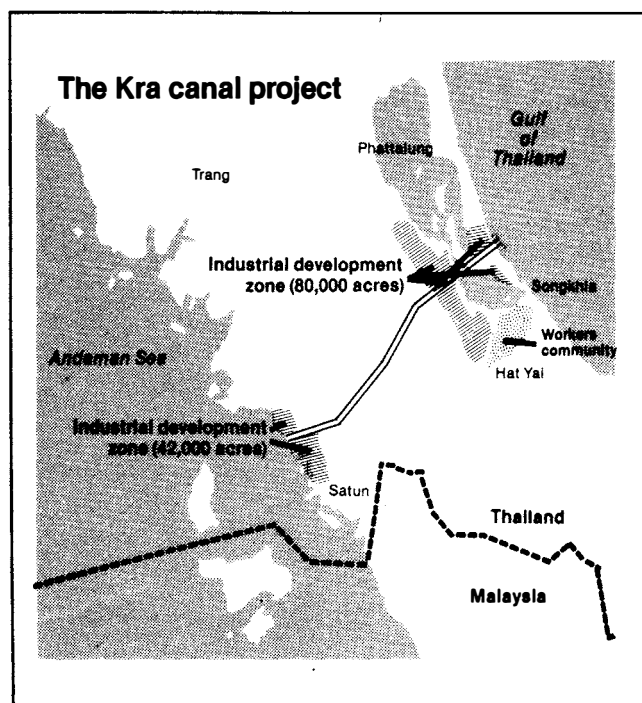 The Kra canal project
Gulf
of
Thailand
Phattalung
Trang
Industrial development
zone (80,000 acres)
Songkhla
Workers
community
Andaman Sea
Hat Yai
Industrial development
zone (42,000 acres)
Satun
Thailand
Malaysia